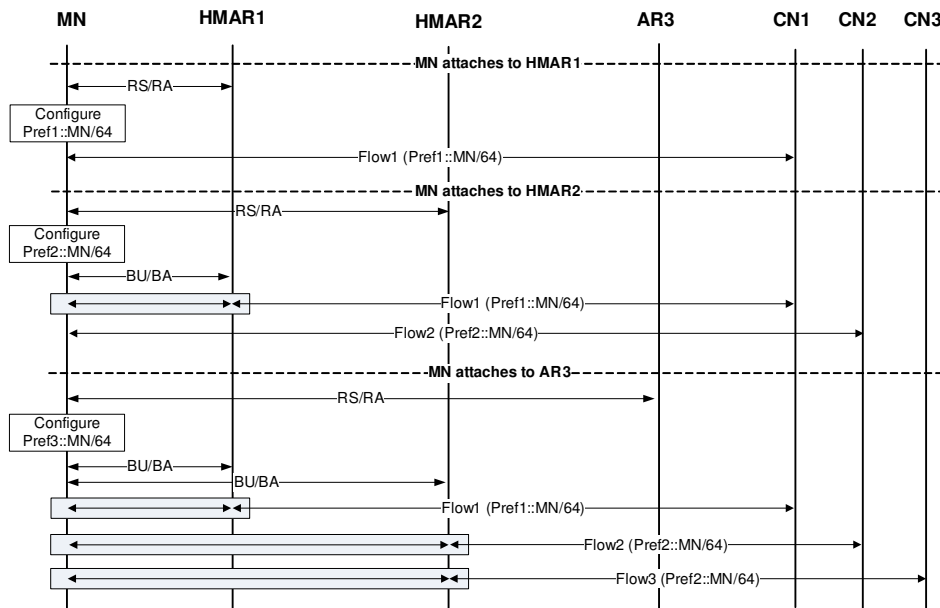 MN HMAR1 HMAR2 AR3 CN1 CN2 CN3
MN attaches to HMAR1
RS/RA
Configure
Pref1::MN/64
Flow1 (Pref1::MN/64)
MN attaches to HMAR2
RS/RA
Configure
Pref2::MN/64
BU/BA
Flow1 (Pref1::MN/64)
Flow2 (Pref2::MN/64)
MN attaches to AR3
RS/RA
Configure
Pref3::MN/64
BU/BA
BU/BA
Flow1 (Pref1::MN/64)
Flow2 (Pref2::MN/64)
Flow3 (Pref2::MN/64)